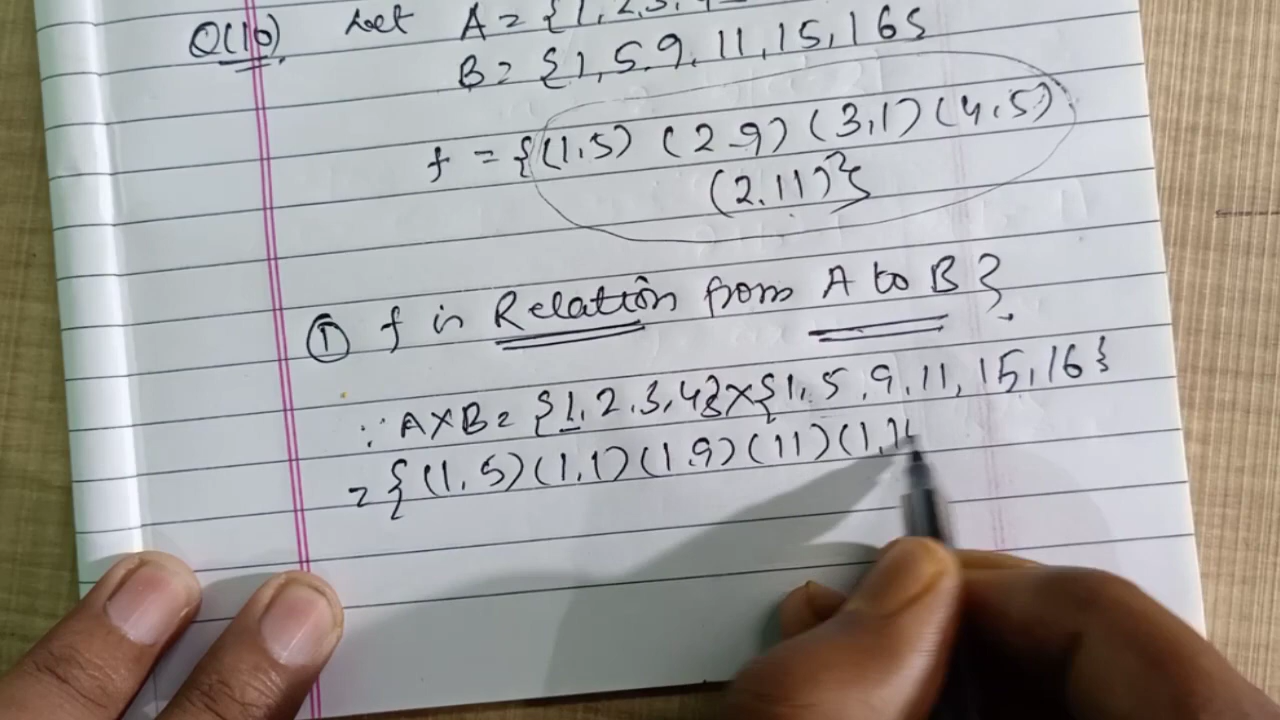 Q(10) Let A = {1, 2, 3, 4
B = {1, 5, 9, 11, 15, 16}
f = {(1,5) (2,9) (3,1) (4,5)
(2,11)}
① f is Relation from A to B ?
∵ A×B = {1, 2, 3, 4} × {1, 5, 9, 11, 15, 16}
= { (1, 5) (1, 1) (1,9) (11) (1,